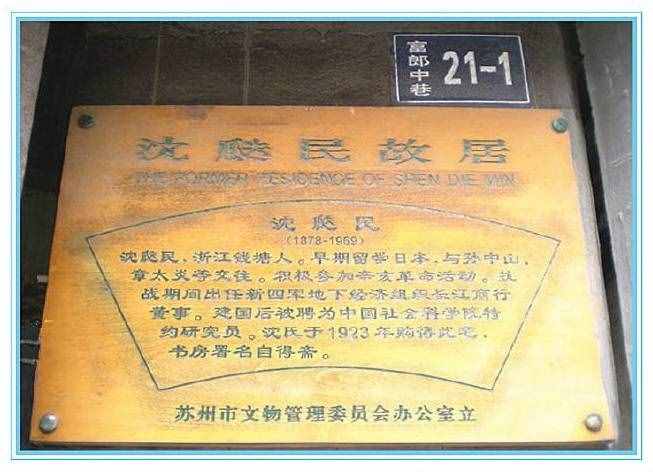 富郎中巷
21-1
沈瓞民故居
THE FORMER RESIDENCE OF SHEN DIE MIN
沈瓞民
(1878-1969)
沈瓞民,浙江钱塘人。早期留学日本,与孙中山、
章太炎等交往。积极参加辛亥革命活动。抗
战期间出任新四军地下经济组织长江商行
董事。建国后被聘为中国社会科学院特
约研究员。沈氏于1923年购得此宅,
书房署名自得斋。
苏州市文物管理委员会办公室立